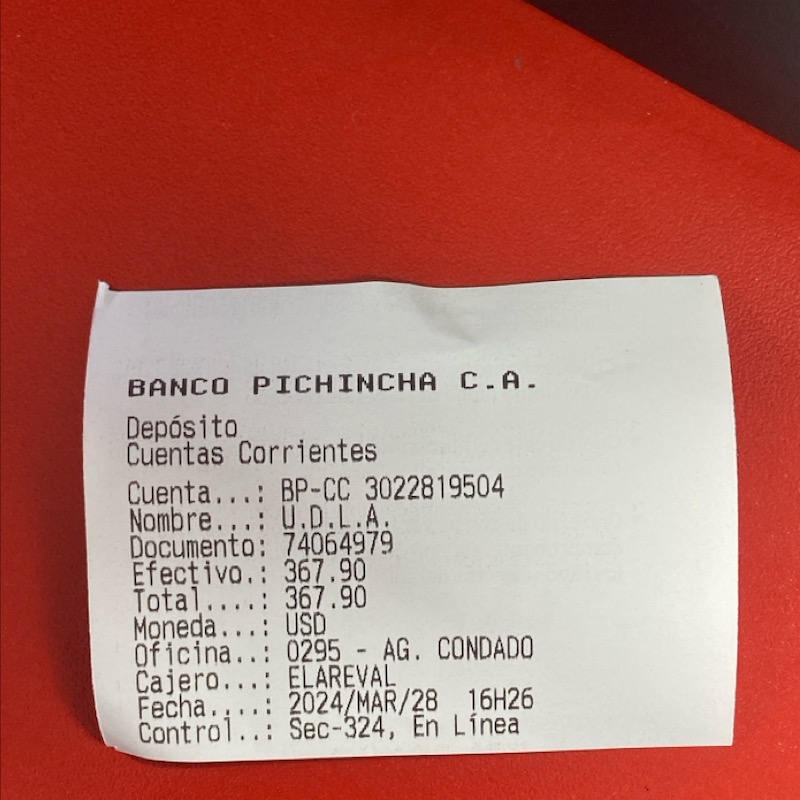 BANCO PICHINCHA C.A.
Depósito
Cuentas Corrientes
Cuenta...: BP-CC 3022819504
Nombre...: U.D.L.A.
Documento: 74064979
Efectivo.: 367.90
Total....: 367.90
Moneda...: USD
Oficina..: 0295 - AG. CONDADO
Cajero...: ELAREVAL
Fecha....: 2024/MAR/28 16H26
Control..: Sec-324, En Línea